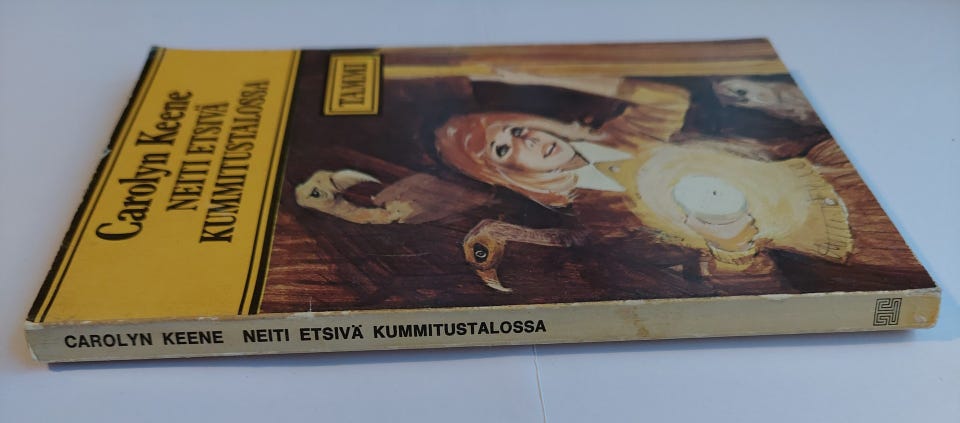 Carolyn Keene
NEITI ETSIVÄ
KUMMITUSTALOSSA
TAMMI
CAROLYN KEENE NEITI ETSIVÄ KUMMITUSTALOSSA